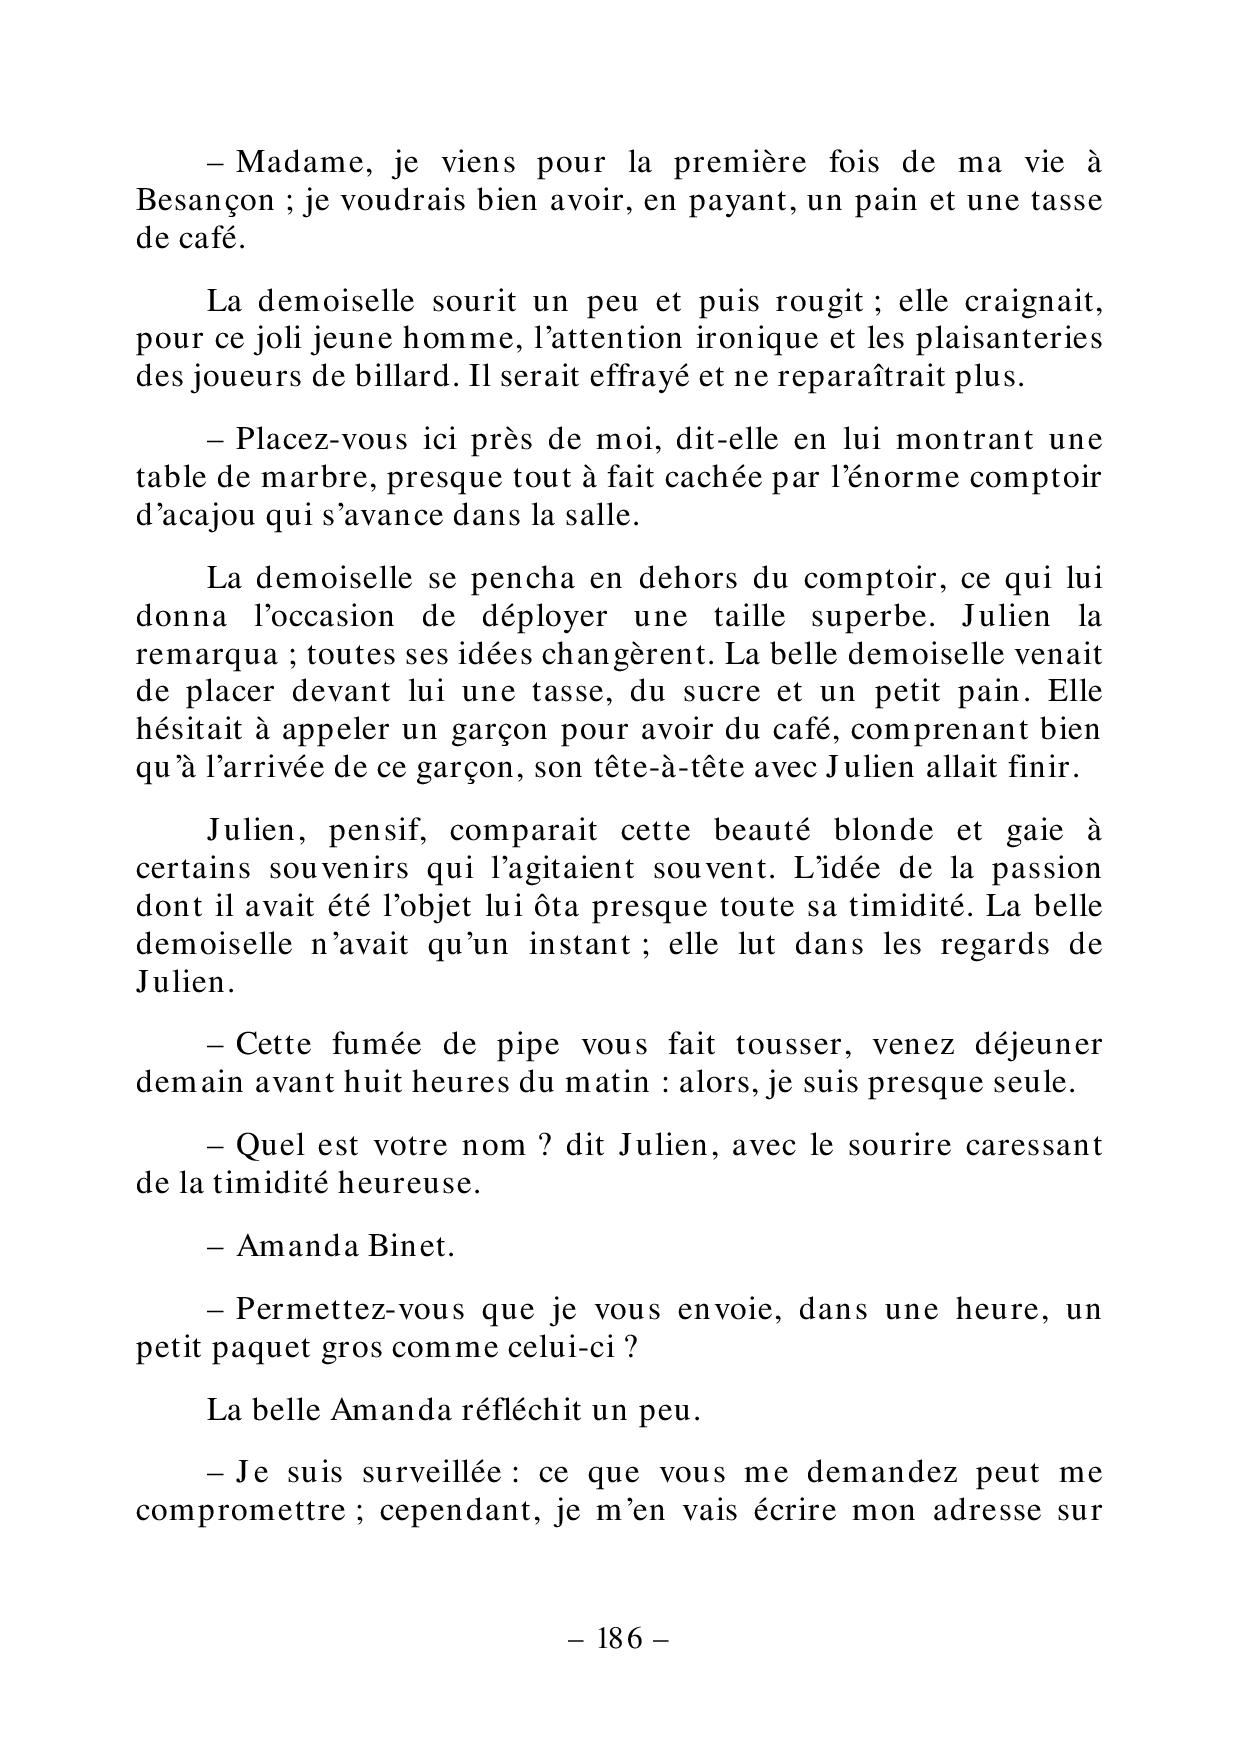 – Madame, je viens pour la première fois de ma vie à
Besançon ; je voudrais bien avoir, en payant, un pain et une tasse
de café.
La demoiselle sourit un peu et puis rougit ; elle craignait,
pour ce joli jeune homme, l’attention ironique et les plaisanteries
des joueurs de billard. Il serait effrayé et ne reparaîtrait plus.
– Placez-vous ici près de moi, dit-elle en lui montrant une
table de marbre, presque tout à fait cachée par l’énorme comptoir
d’acajou qui s’avance dans la salle.
La demoiselle se pencha en dehors du comptoir, ce qui lui
donna l’occasion de déployer une taille superbe. Julien la
remarqua ; toutes ses idées changèrent. La belle demoiselle venait
de placer devant lui une tasse, du sucre et un petit pain. Elle
hésitait à appeler un garçon pour avoir du café, comprenant bien
qu’à l’arrivée de ce garçon, son tête-à-tête avec Julien allait finir.
Julien, pensif, comparait cette beauté blonde et gaie à
certains souvenirs qui l’agitaient souvent. L’idée de la passion
dont il avait été l’objet lui ôta presque toute sa timidité. La belle
demoiselle n’avait qu’un instant ; elle lut dans les regards de
Julien.
– Cette fumée de pipe vous fait tousser, venez déjeuner
demain avant huit heures du matin : alors, je suis presque seule.
– Quel est votre nom ? dit Julien, avec le sourire caressant
de la timidité heureuse.
– Amanda Binet.
– Permettez-vous que je vous envoie, dans une heure, un
petit paquet gros comme celui-ci ?
La belle Amanda réfléchit un peu.
– Je suis surveillée : ce que vous me demandez peut me
compromettre ; cependant, je m’en vais écrire mon adresse sur
– 186 –